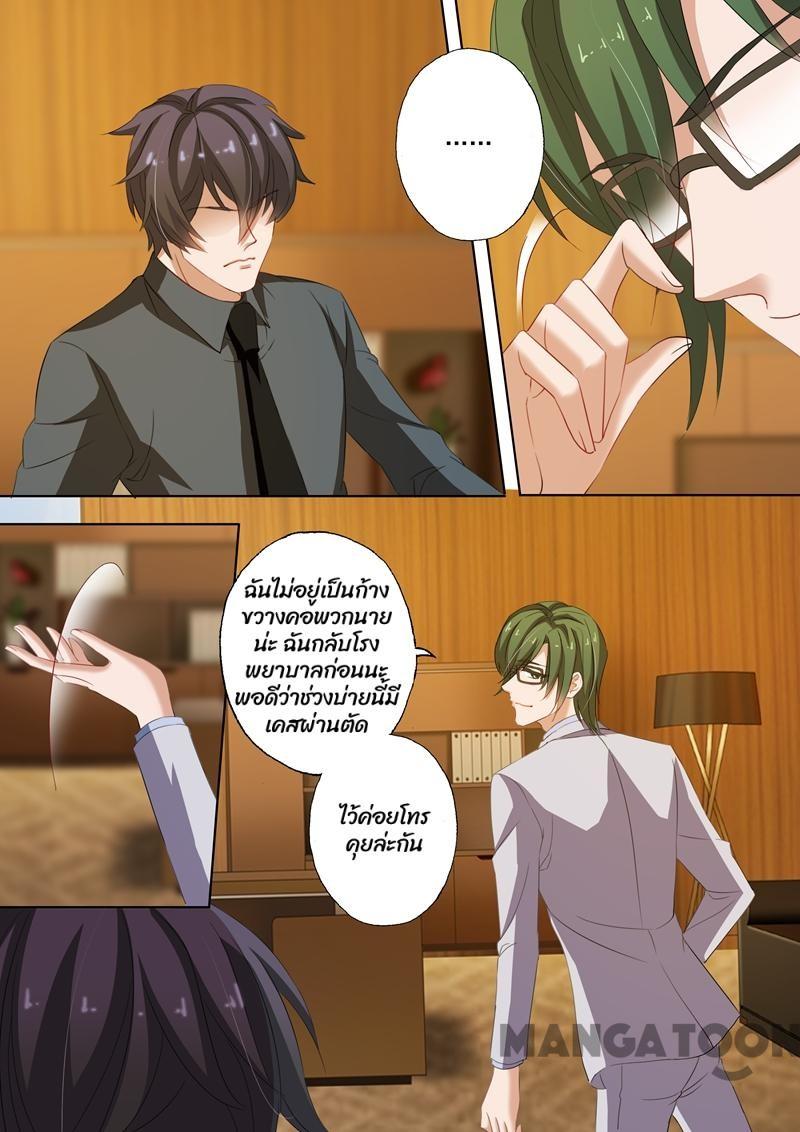 ......
ฉันไม่อยู่เป็นก้าง
ขวางคอพวกนาย
น่ะ ฉันกลับโรง
พยาบาลก่อนนะ
พอดีว่าช่วงบ่ายนี้มี
เคสผ่านตัด
ไว้ค่อยโทร
คุยล่ะกัน
MANGATOON